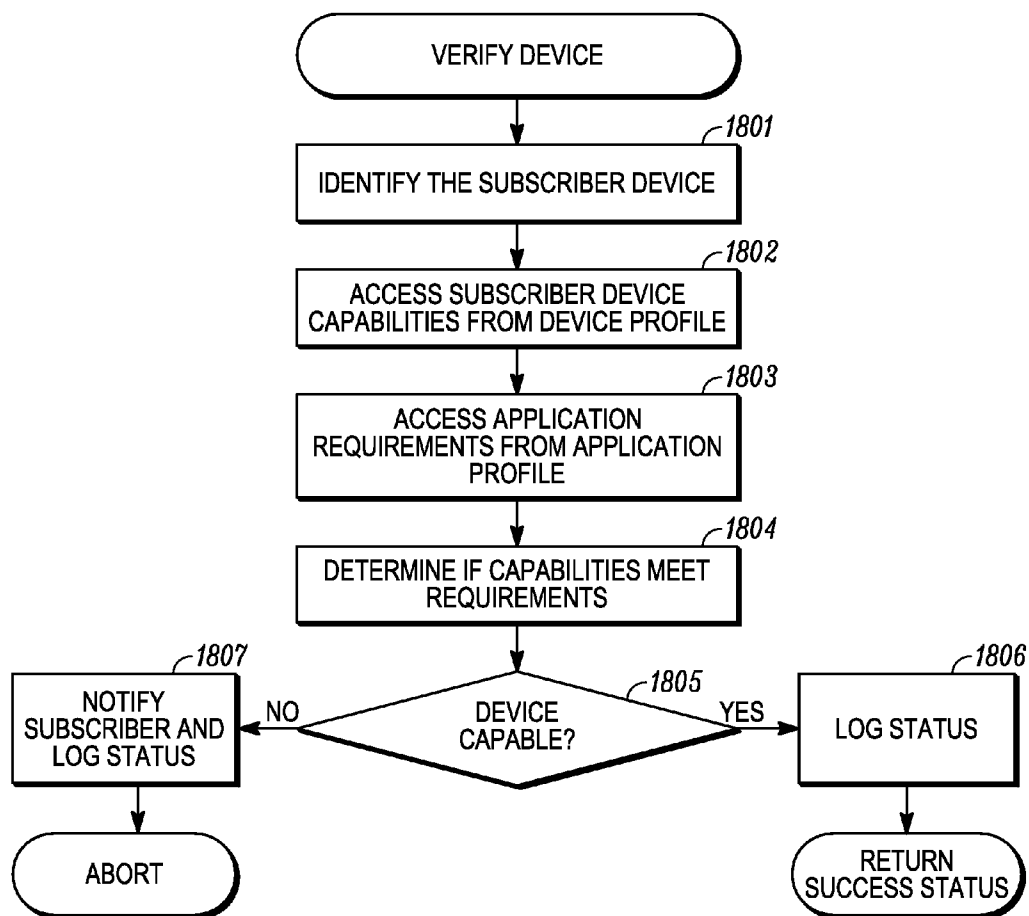 VERIFY DEVICE
1801
IDENTIFY THE SUBSCRIBER DEVICE
1802
ACCESS SUBSCRIBER DEVICE
CAPABILITIES FROM DEVICE PROFILE
1803
ACCESS APPLICATION
REQUIREMENTS FROM APPLICATION
PROFILE
1804
DETERMINE IF CAPABILITIES MEET
REQUIREMENTS
1805
DEVICE
CAPABLE?
NO
YES
1807
NOTIFY
SUBSCRIBER AND
LOG STATUS
ABORT
1806
LOG STATUS
RETURN
SUCCESS STATUS